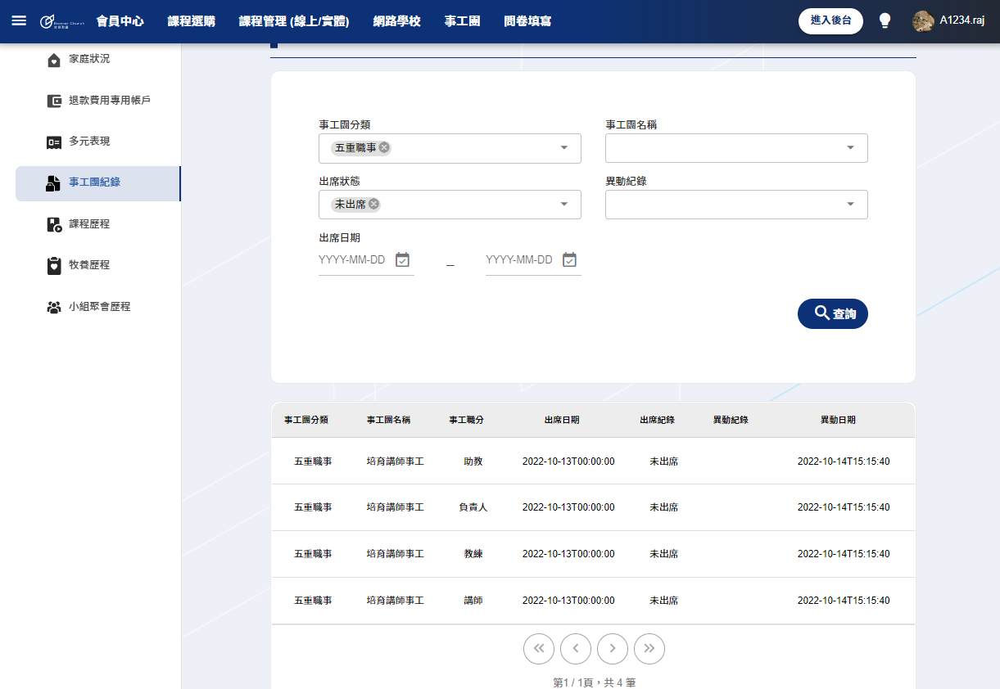 會員中心 課程選購 課程管理 (線上/實體) 網路學校 事工團 問卷填寫 進入後台 A1234.raj
家庭狀況
退款費用專用帳戶
多元表現
事工團紀錄
課程歷程
牧養歷程
小組聚會歷程
事工團分類 事工團名稱
五重職事
出席狀態 異動紀錄
未出席
出席日期
YYYY-MM-DD _ YYYY-MM-DD
查詢
事工團分類 事工團名稱 事工職分 出席日期 出席紀錄 異動紀錄 異動日期
五重職事 培育講師事工 助教 2022-10-13T00:00:00 未出席 2022-10-14T15:15:40
五重職事 培育講師事工 負責人 2022-10-13T00:00:00 未出席 2022-10-14T15:15:40
五重職事 培育講師事工 教練 2022-10-13T00:00:00 未出席 2022-10-14T15:15:40
五重職事 培育講師事工 講師 2022-10-13T00:00:00 未出席 2022-10-14T15:15:40
第1 / 1頁，共 4 筆